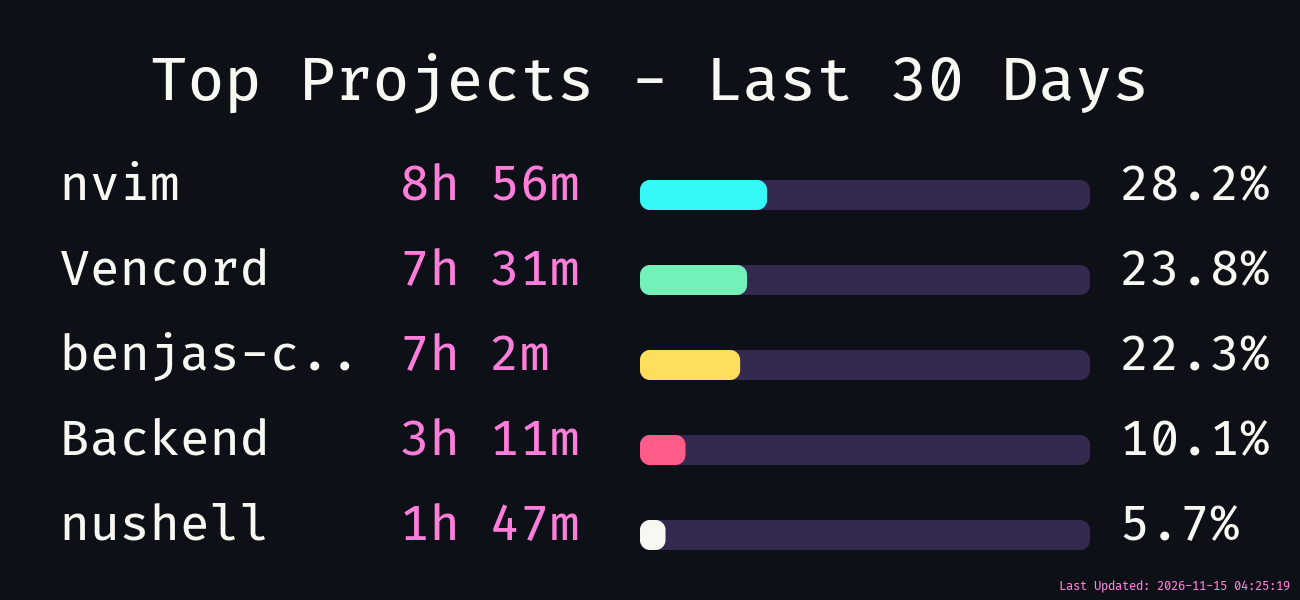 Top Projects - Last 30 Days
nvim 8h 56m 28.2%
Vencord 7h 31m 23.8%
benjas-c.. 7h 2m 22.3%
Backend 3h 11m 10.1%
nushell 1h 47m 5.7%
Last Updated: 2026-11-15 04:25:19